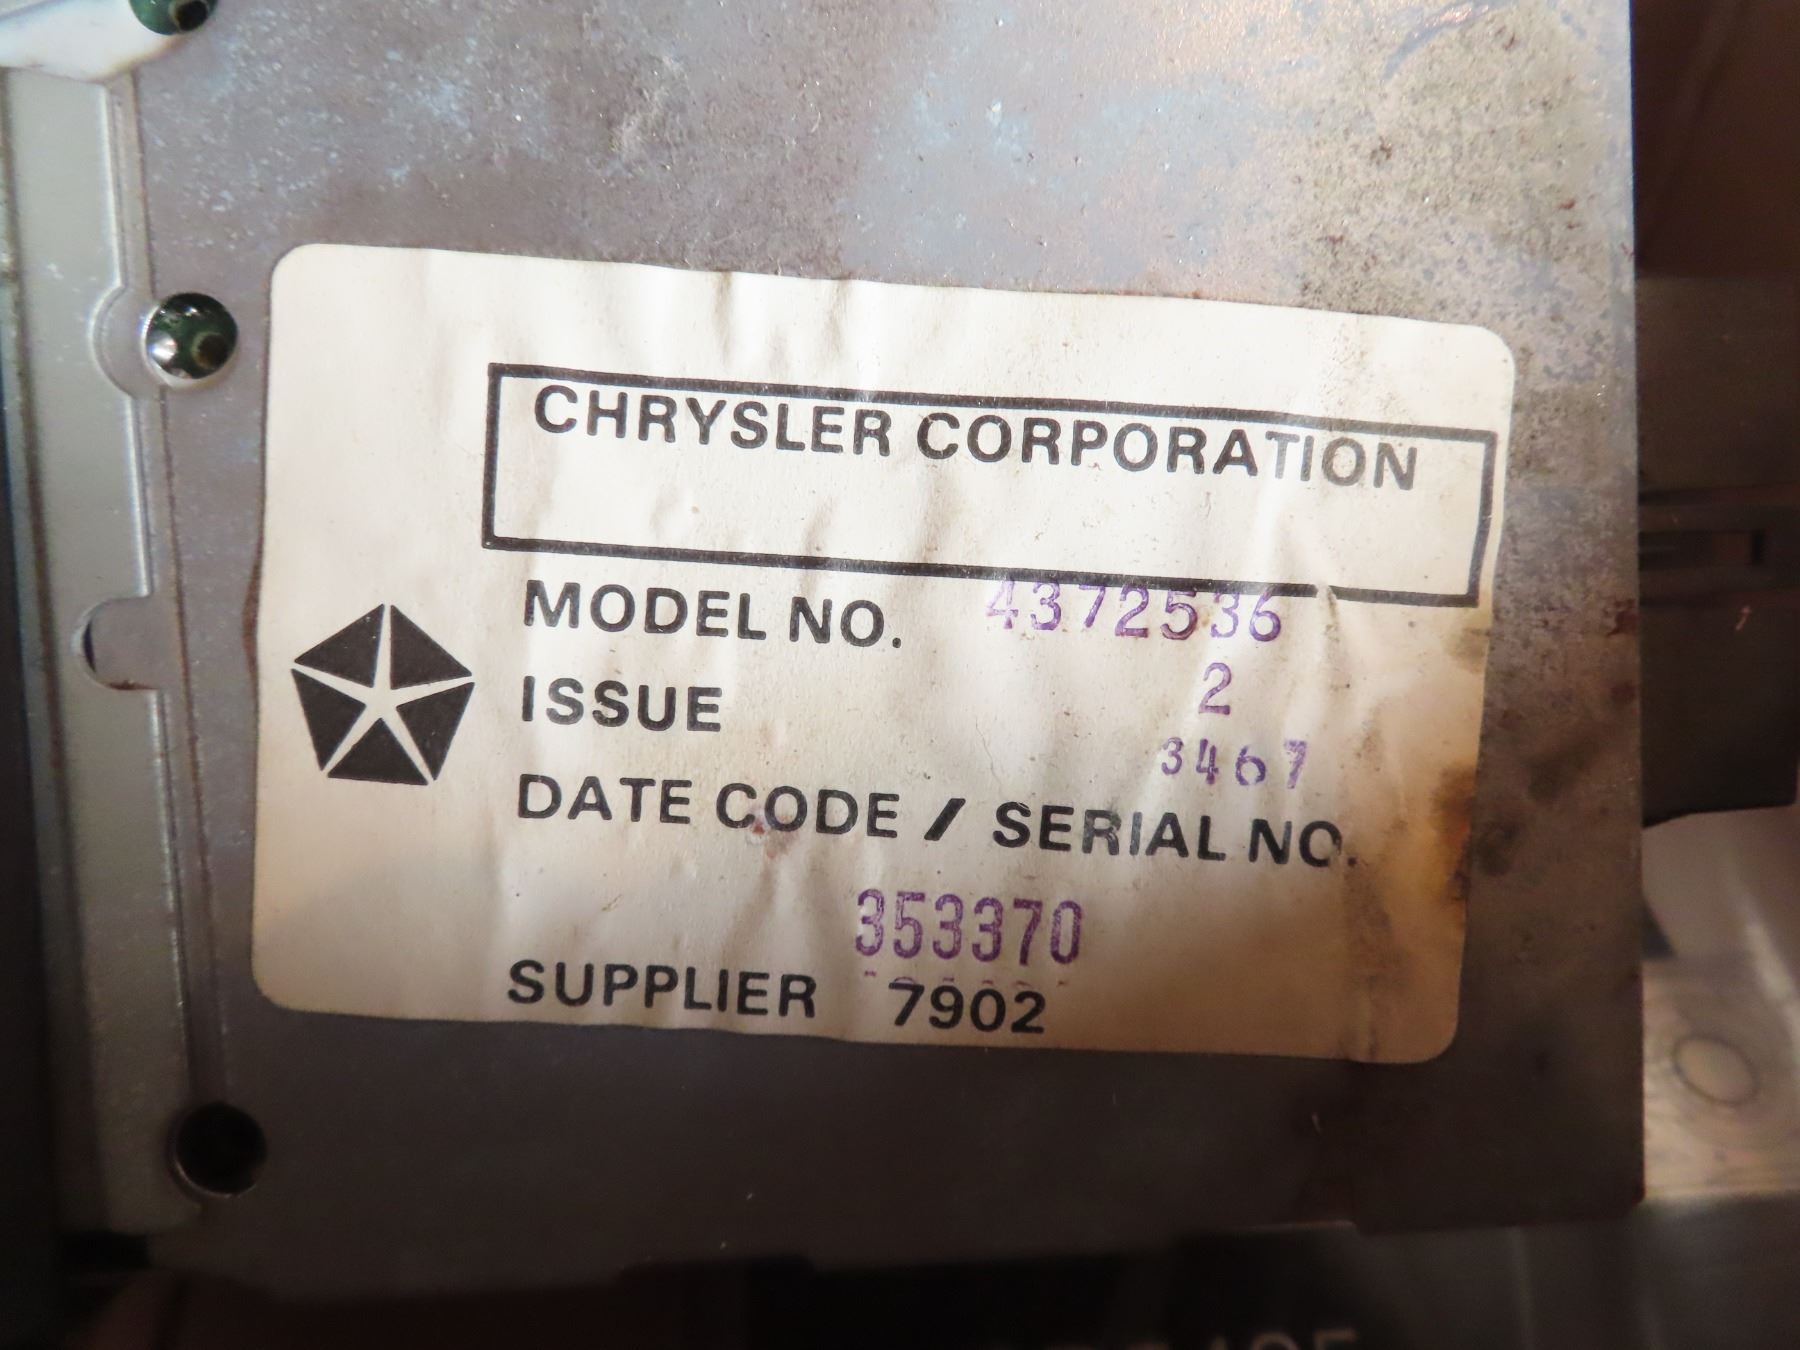 CHRYSLER CORPORATION
MODEL NO. 4372536
ISSUE 2
3467
DATE CODE / SERIAL NO.
353370
SUPPLIER 7902